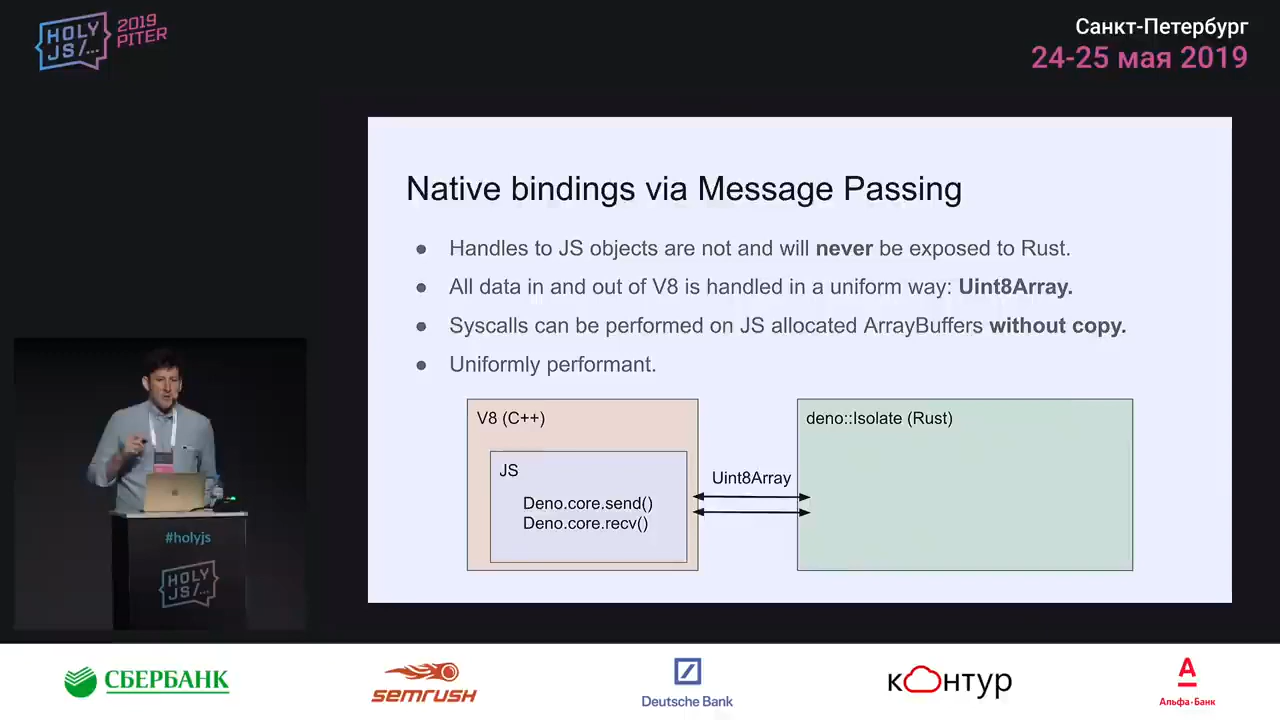 HOLY
JS/...
2019
PITER
Санкт-Петербург
24-25 мая 2019
Native bindings via Message Passing
● Handles to JS objects are not and will never be exposed to Rust.
● All data in and out of V8 is handled in a uniform way: Uint8Array.
● Syscalls can be performed on JS allocated ArrayBuffers without copy.
● Uniformly performant.
V8 (C++)
JS
Deno.core.send()
Deno.core.recv()
Uint8Array
deno::Isolate (Rust)
#holyjs
HOLY
JS/...
СБЕРБАНК
semrush
Deutsche Bank
контур
А
Альфа·Банк